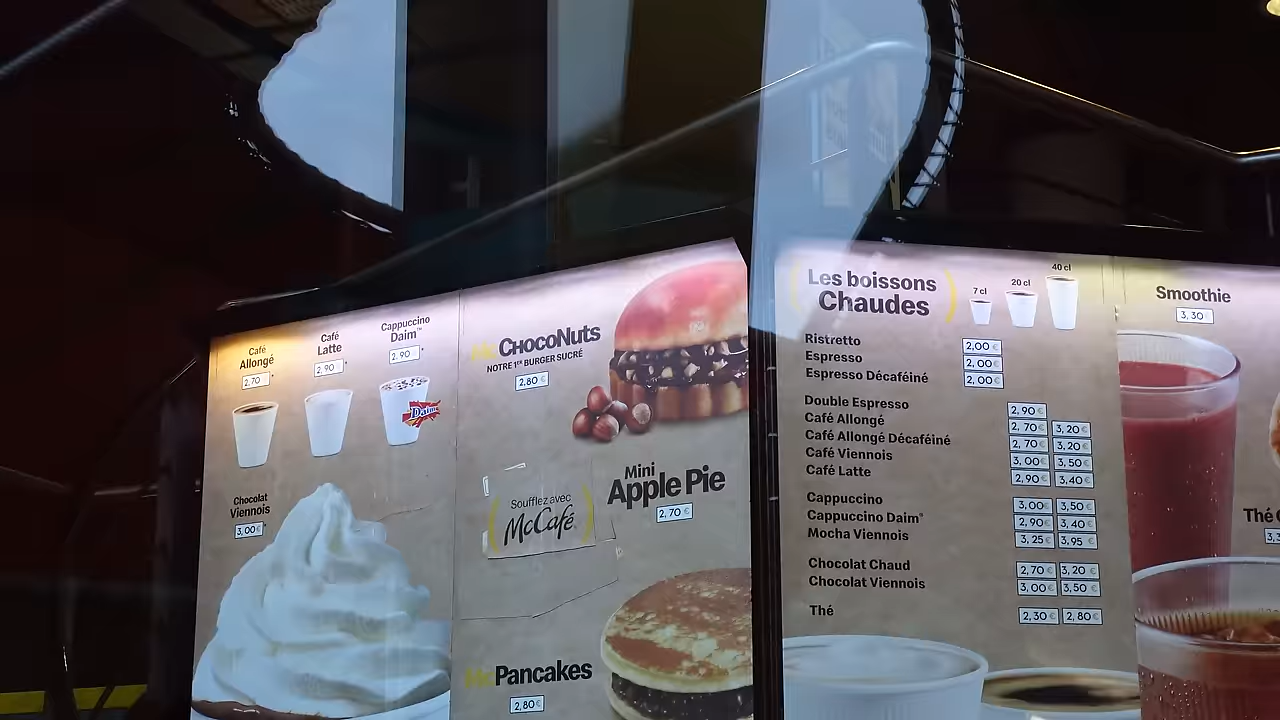 Café
Allongé
2,70 €*
Café
Latte
2,90 €*
Cappuccino
Daim™
2,90 €*
Daim
Chocolat
Viennois
3,00 €*
McCHOCONUTS
NOTRE 1ER BURGER SUCRÉ
2,80 €
Soufflez avec
McCafé
Mini
Apple Pie
2,70 €
McPancakes
2,80 €
Les boissons
Chaudes
7 cl
20 cl
40 cl
Ristretto 2,00 €
Espresso 2,00 €
Espresso Décaféiné 2,00 €
Double Espresso 2,90 €
Café Allongé 2,70 € 3,20 €
Café Allongé Décaféiné 2,70 € 3,20 €
Café Viennois 3,00 € 3,50 €
Café Latte 2,90 € 3,40 €
Cappuccino 3,00 € 3,50 €
Cappuccino Daim® 2,90 € 3,40 €
Mocha Viennois 3,25 € 3,95 €
Chocolat Chaud 2,70 € 3,20 €
Chocolat Viennois 3,00 € 3,50 €
Thé 2,30 € 2,80 €
Smoothie
3,30 €
Thé